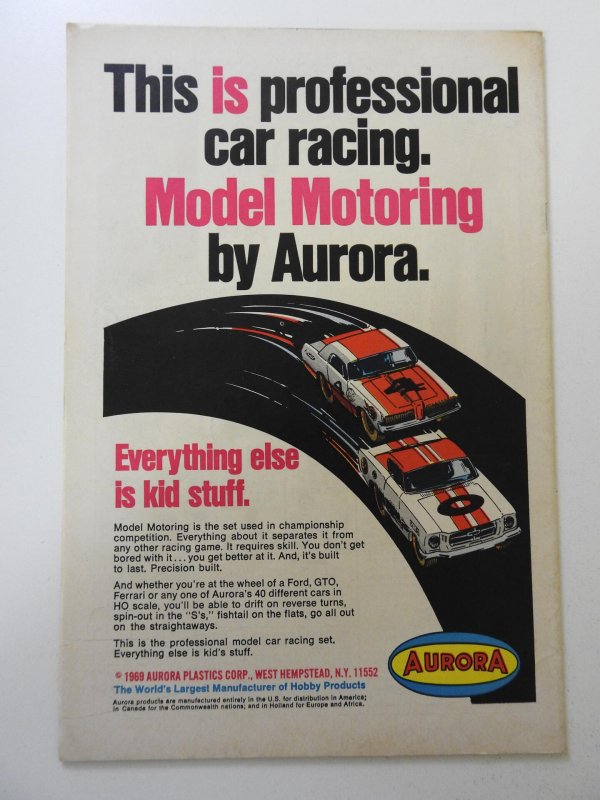 This is professional
car racing.
Model Motoring
by Aurora.
Everything else
is kid stuff.
Model Motoring is the set used in championship
competition. Everything about it separates it from
any other racing game. It requires skill. You don't get
bored with it...you get better at it. And, it's built
to last. Precision built.
And whether you're at the wheel of a Ford, GTO,
Ferrari or any one of Aurora's 40 different cars in
HO scale, you'll be able to drift on reverse turns,
spin-out in the "S's," fishtail on the flats, go all out
on the straightaways.
This is the professional model car racing set.
Everything else is kid's stuff.
AURORA
© 1969 AURORA PLASTICS CORP., WEST HEMPSTEAD, N.Y. 11552
The World's Largest Manufacturer of Hobby Products
Aurora products are manufactured entirely in the U.S. for distribution in America;
in Canada for the Commonwealth nations; and in Holland for Europe and Africa.
4
0